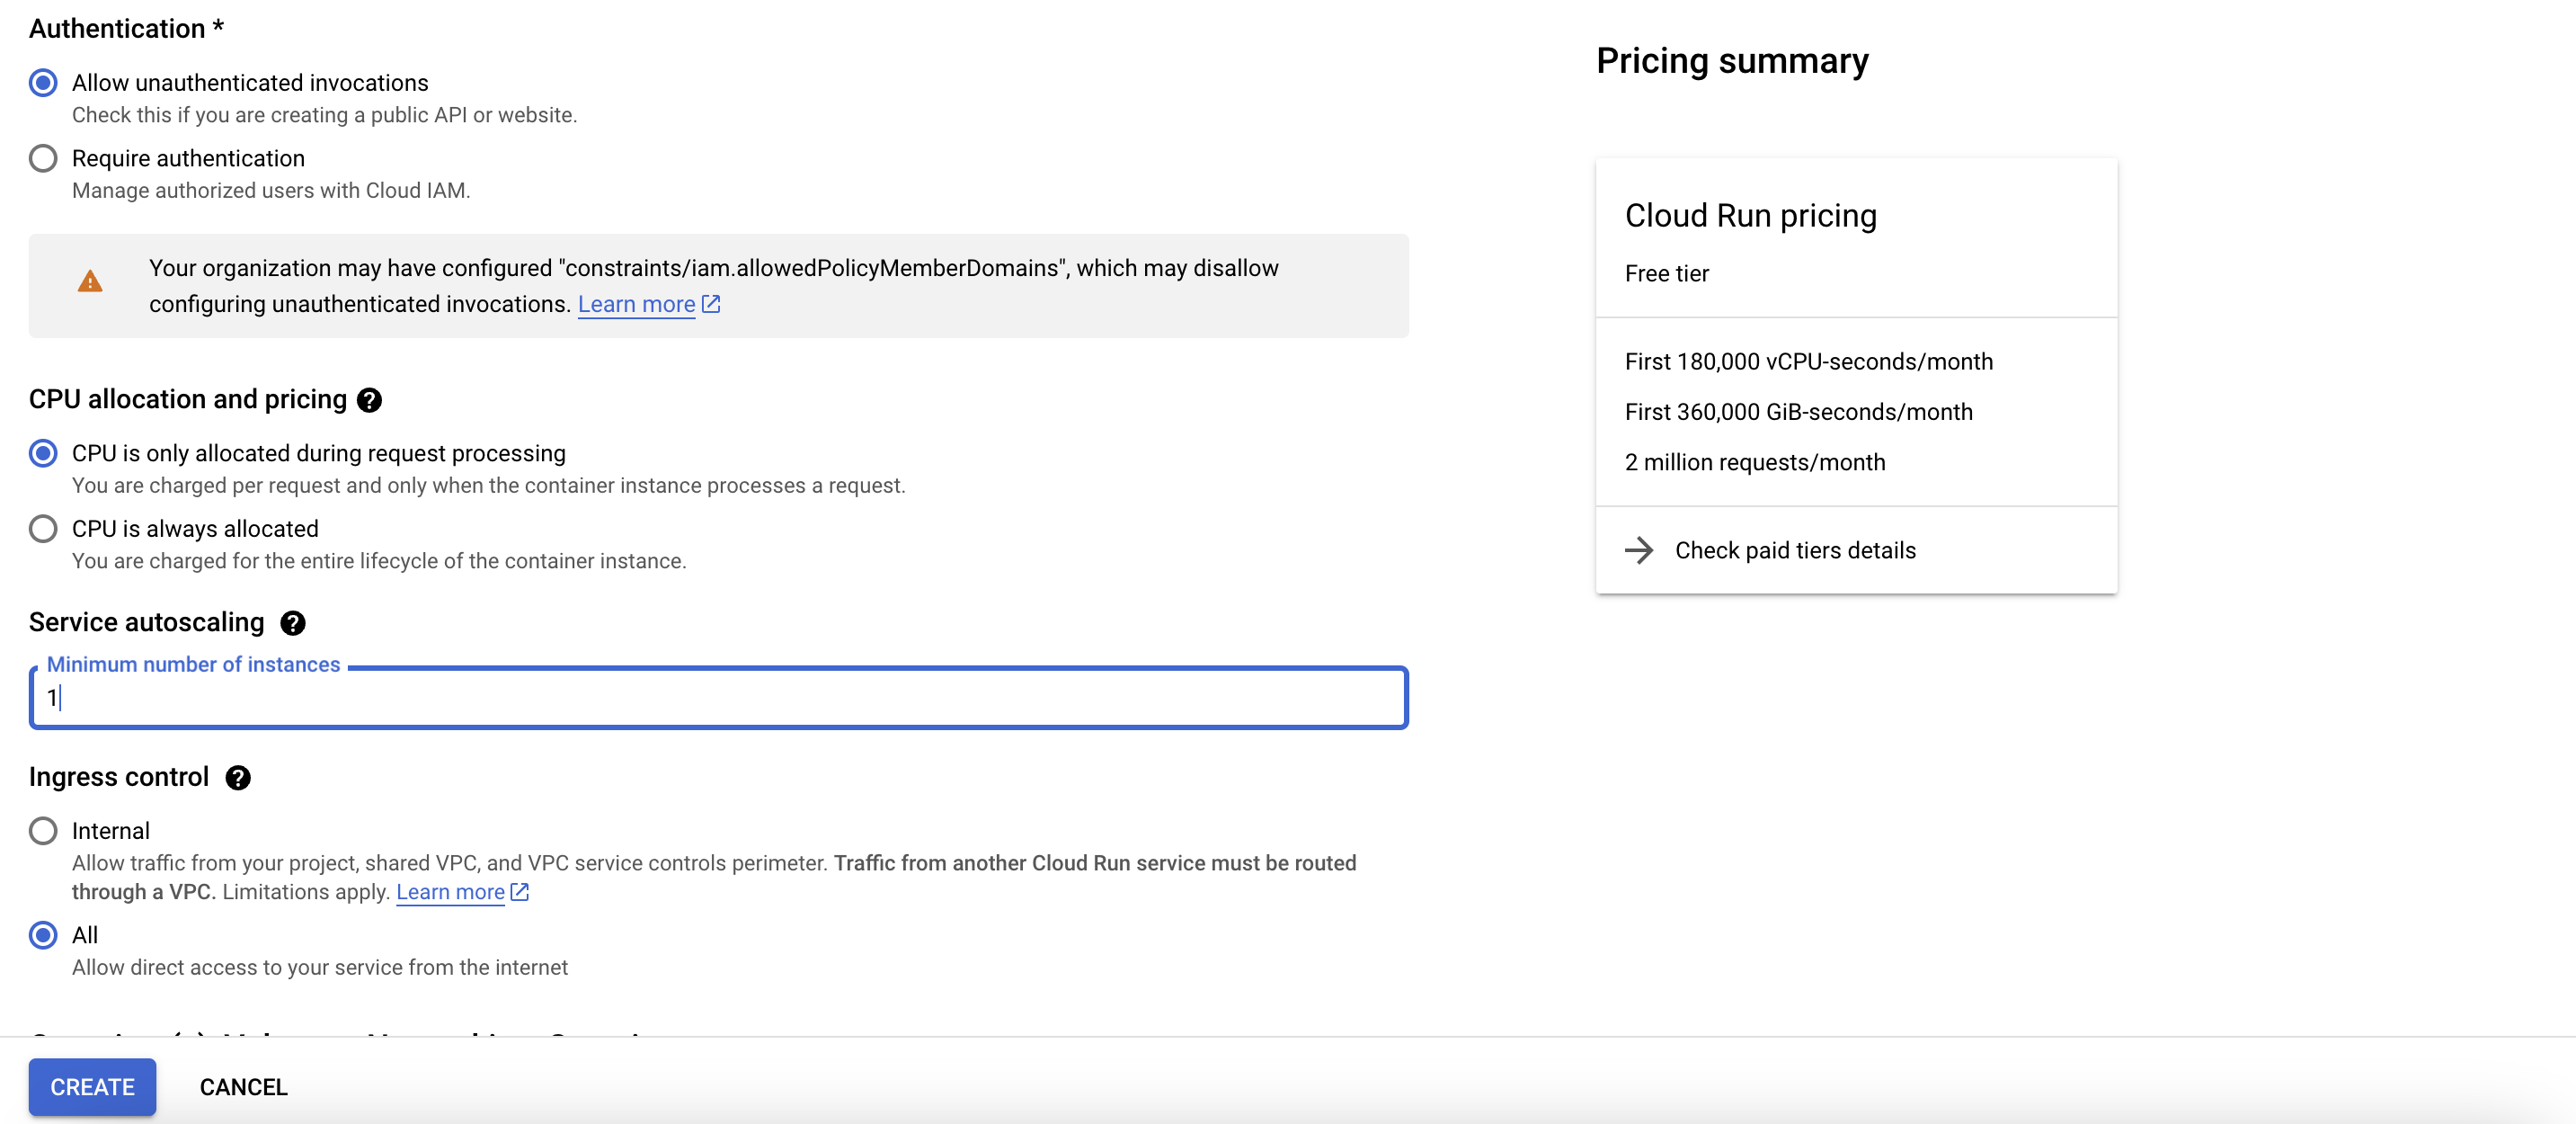 Authentication *
Allow unauthenticated invocations
Check this if you are creating a public API or website.
Require authentication
Manage authorized users with Cloud IAM.
Your organization may have configured "constraints/iam.allowedPolicyMemberDomains", which may disallow
configuring unauthenticated invocations. Learn more
CPU allocation and pricing
CPU is only allocated during request processing
You are charged per request and only when the container instance processes a request.
CPU is always allocated
You are charged for the entire lifecycle of the container instance.
Service autoscaling
Minimum number of instances
1
Ingress control
Internal
Allow traffic from your project, shared VPC, and VPC service controls perimeter. Traffic from another Cloud Run service must be routed
through a VPC. Limitations apply. Learn more
All
Allow direct access to your service from the internet
CREATE
CANCEL
Pricing summary
Cloud Run pricing
Free tier
First 180,000 vCPU-seconds/month
First 360,000 GiB-seconds/month
2 million requests/month
Check paid tiers details